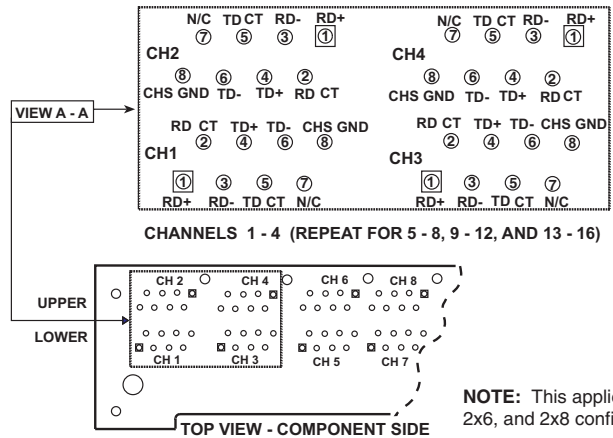 N/C TD CT RD- RD+ N/C TD CT RD- RD+
7 5 3 1 7 5 3 1
CH2 CH4
8 6 4 2 8 6 4 2
CHS GND TD- TD+ RD CT CHS GND TD- TD+ RD CT
VIEW A - A
RD CT TD+ TD- CHS GND RD CT TD+ TD- CHS GND
2 4 6 8 2 4 6 8
CH1 CH3
1 3 5 7 1 3 5 7
RD+ RD- TD CT N/C RD+ RD- TD CT N/C
CHANNELS 1 - 4 (REPEAT FOR 5 - 8, 9 - 12, AND 13 - 16)
CH 2 CH 4 CH 6 CH 8
UPPER
LOWER
CH 1 CH 3 CH 5 CH 7
NOTE: This applie
2x6, and 2x8 confi
TOP VIEW - COMPONENT SIDE